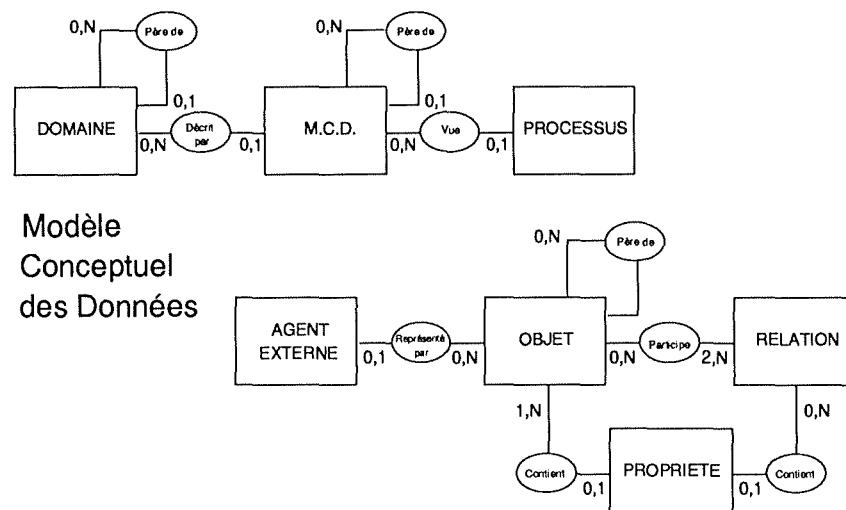 0,N
Père de
0,N
Père de
0,1
0,1
DOMAINE
M.C.D.
PROCESSUS
0,N
Décrit par
0,1
0,N
Vue
0,1
Modèle
Conceptuel
des Données
0,N
Père de
AGENT
EXTERNE
OBJET
RELATION
0,1
Représenté
par
0,N
0,N
Participe
2,N
1,N
0,N
Contient
0,1
PROPRIETE
0,1
Contient